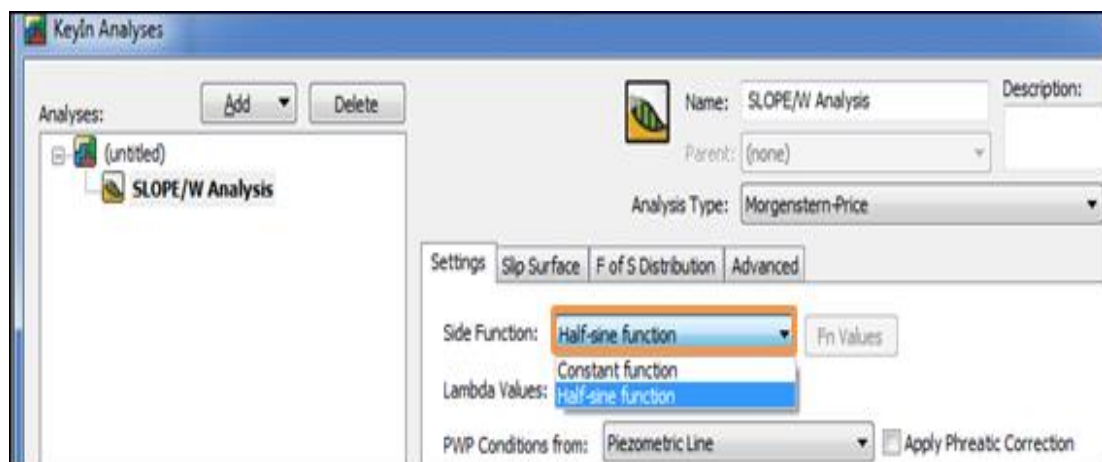 KeyIn Analyses
Analyses:
Add
Delete
(untitled)
SLOPE/W Analysis
Name: SLOPE/W Analysis
Description:
Parent: (none)
Analysis Type: Morgenstern-Price
Settings
Slip Surface
F of S Distribution
Advanced
Side Function: Half-sine function
Fn Values
Constant function
Lambda Values: Half-sine function
PWP Conditions from: Piezometric Line
Apply Phreatic Correction